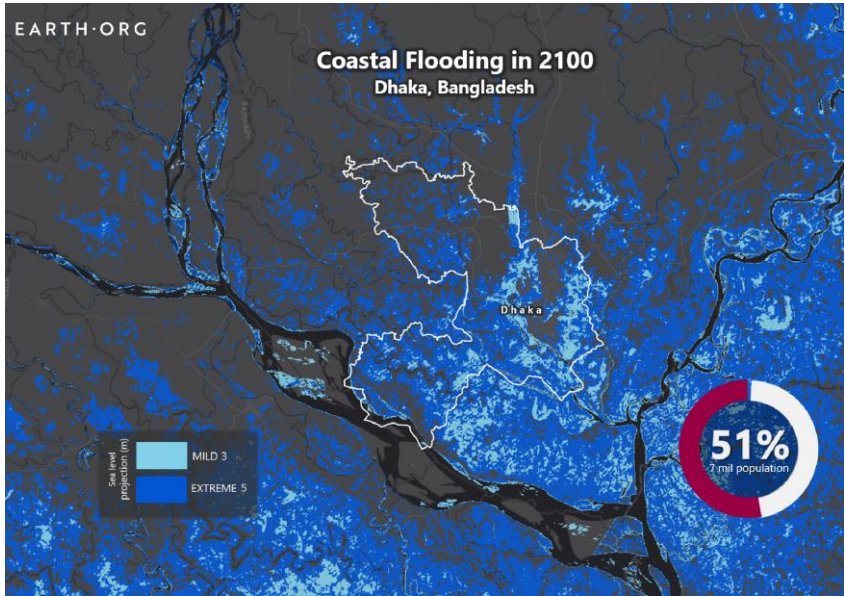 EARTH·ORG
Coastal Flooding in 2100
Dhaka, Bangladesh
Dhaka
51%
7 mil population
Sea level
projection (m)
MILD 3
EXTREME 5